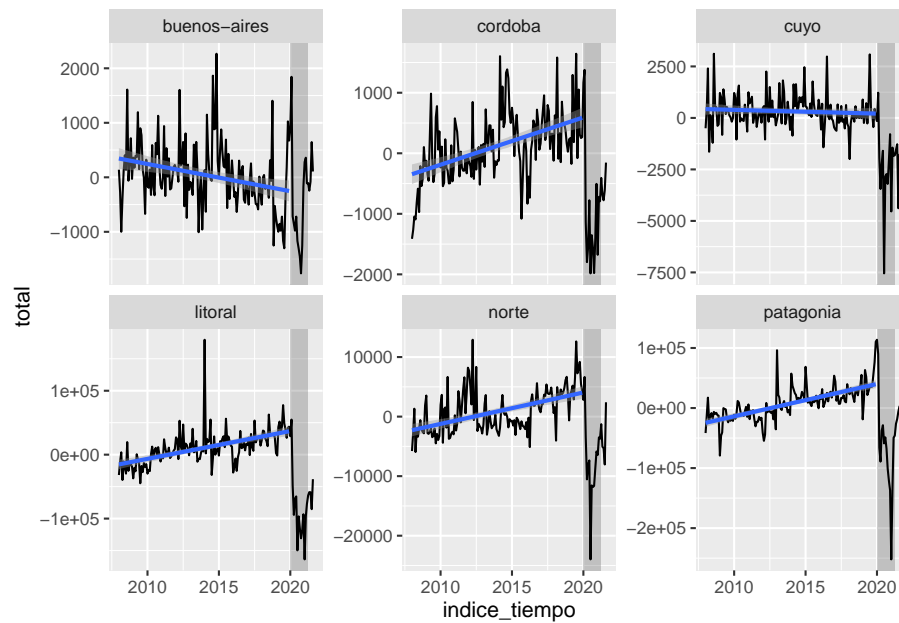 buenos−aires
cordoba
cuyo
2000
1000
0
−1000
1000
0
−1000
−2000
2500
0
−2500
−5000
−7500
litoral
norte
patagonia
1e+05
0e+00
−1e+05
10000
0
−10000
−20000
1e+05
0e+00
−1e+05
−2e+05
2010 2015 2020
2010 2015 2020
2010 2015 2020
indice_tiempo
total